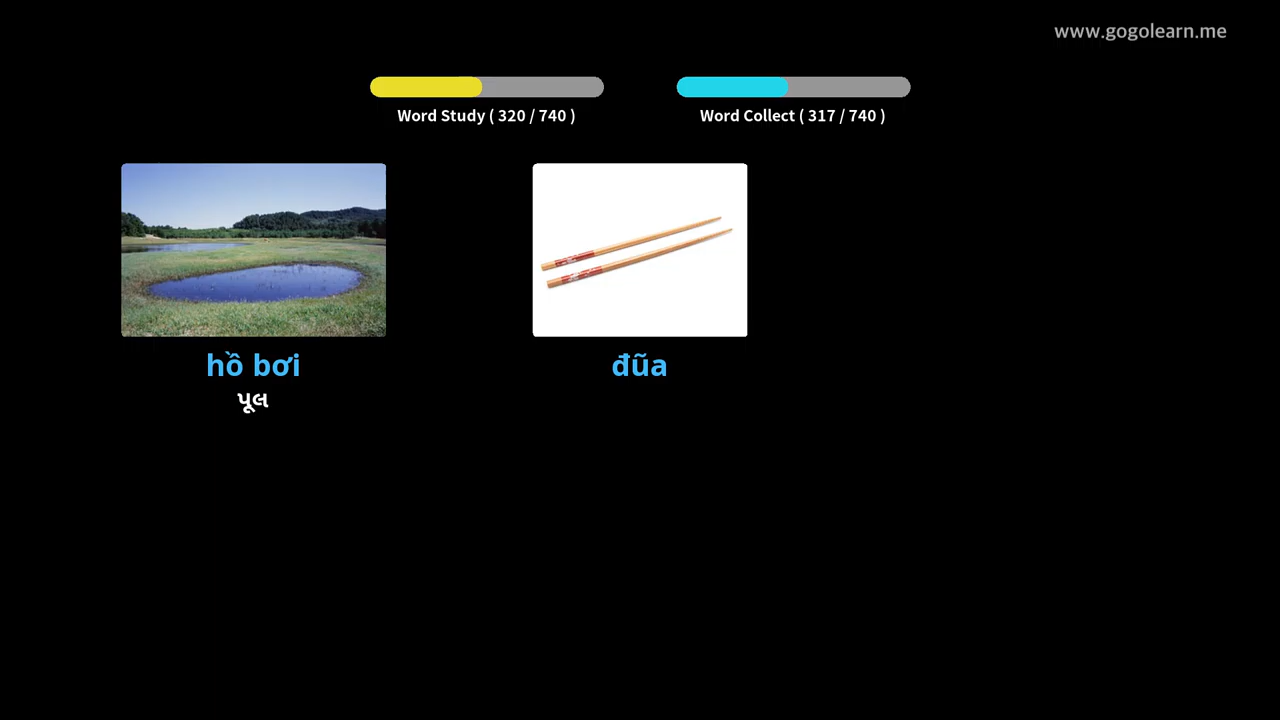 www.gogolearn.me
Word Study ( 320 / 740 )
Word Collect ( 317 / 740 )
hồ bơi
પૂલ
đũa